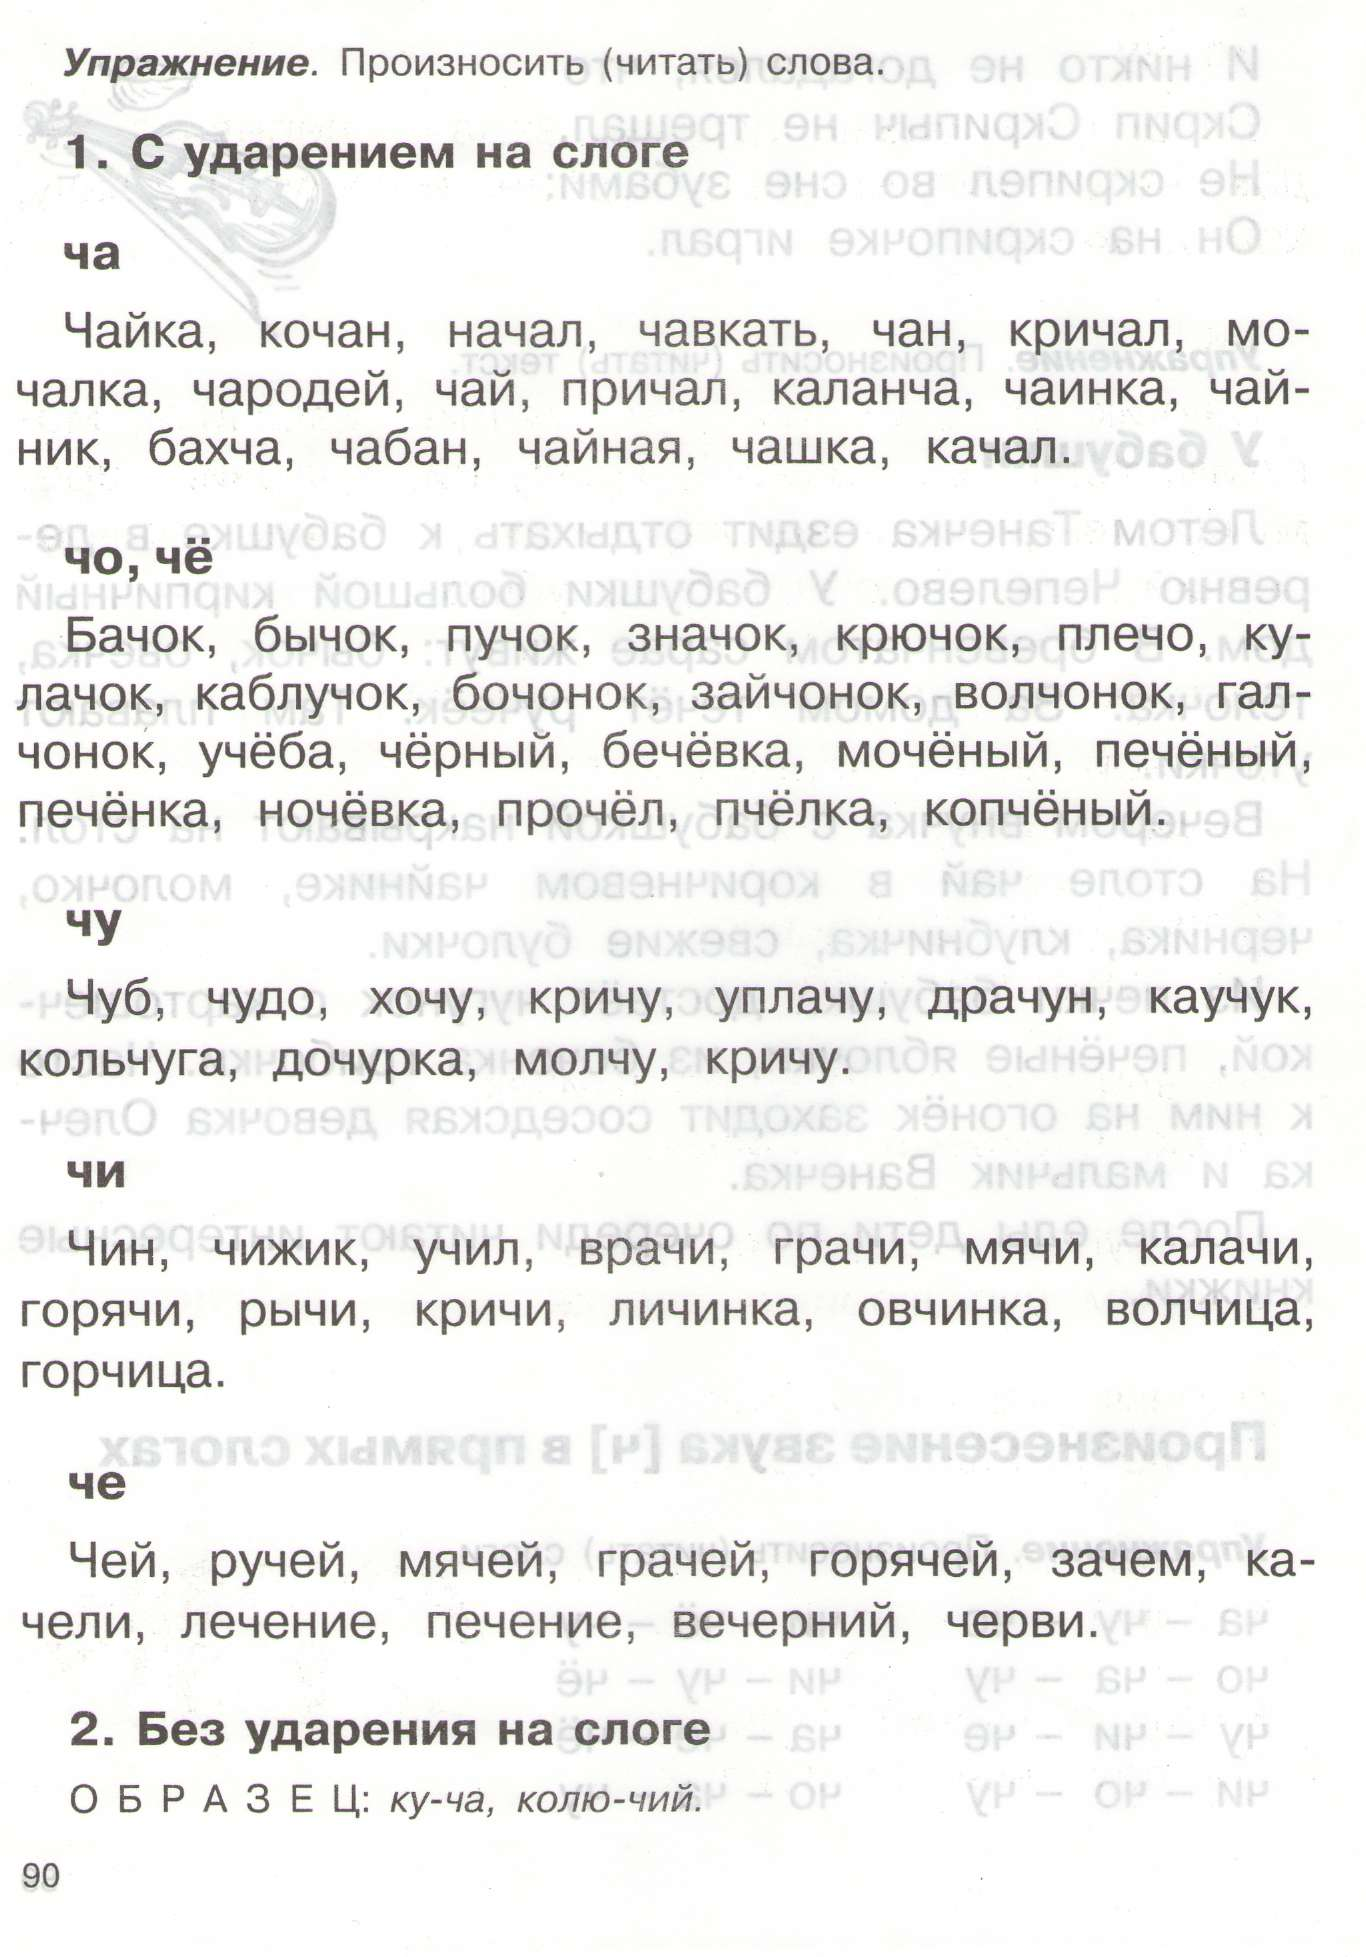 Упражнение. Произносить (читать) слова.
1. С ударением на слоге
ча
Чайка, кочан, начал, чавкать, чан, кричал, мо-
чалка, чародей, чай, причал, каланча, чаинка, чай-
ник, бахча, чабан, чайная, чашка, качал.
чо, чё
Бачок, бычок, пучок, значок, крючок, плечо, ку-
лачок, каблучок, бочонок, зайчонок, волчонок, гал-
чонок, учёба, чёрный, бечёвка, мочёный, печёный,
печёнка, ночёвка, прочёл, пчёлка, копчёный.
чу
Чуб, чудо, хочу, кричу, уплачу, драчун, каучук,
кольчуга, дочурка, молчу, кричу.
чи
Чин, чижик, учил, врачи, грачи, мячи, калачи,
горячи, рычи, кричи, личинка, овчинка, волчица,
горчица.
че
Чей, ручей, мячей, грачей, горячей, зачем, ка-
чели, лечение, печение, вечерний, черви.
2. Без ударения на слоге
О Б Р А З Е Ц: ку-ча, колю-чий.
90